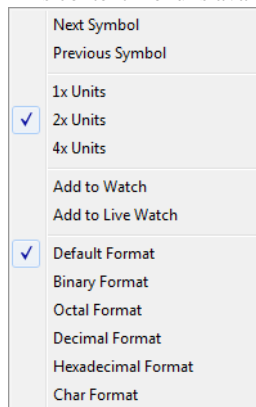 Next Symbol
Previous Symbol
1x Units
2x Units
4x Units
Add to Watch
Add to Live Watch
Default Format
Binary Format
Octal Format
Decimal Format
Hexadecimal Format
Char Format